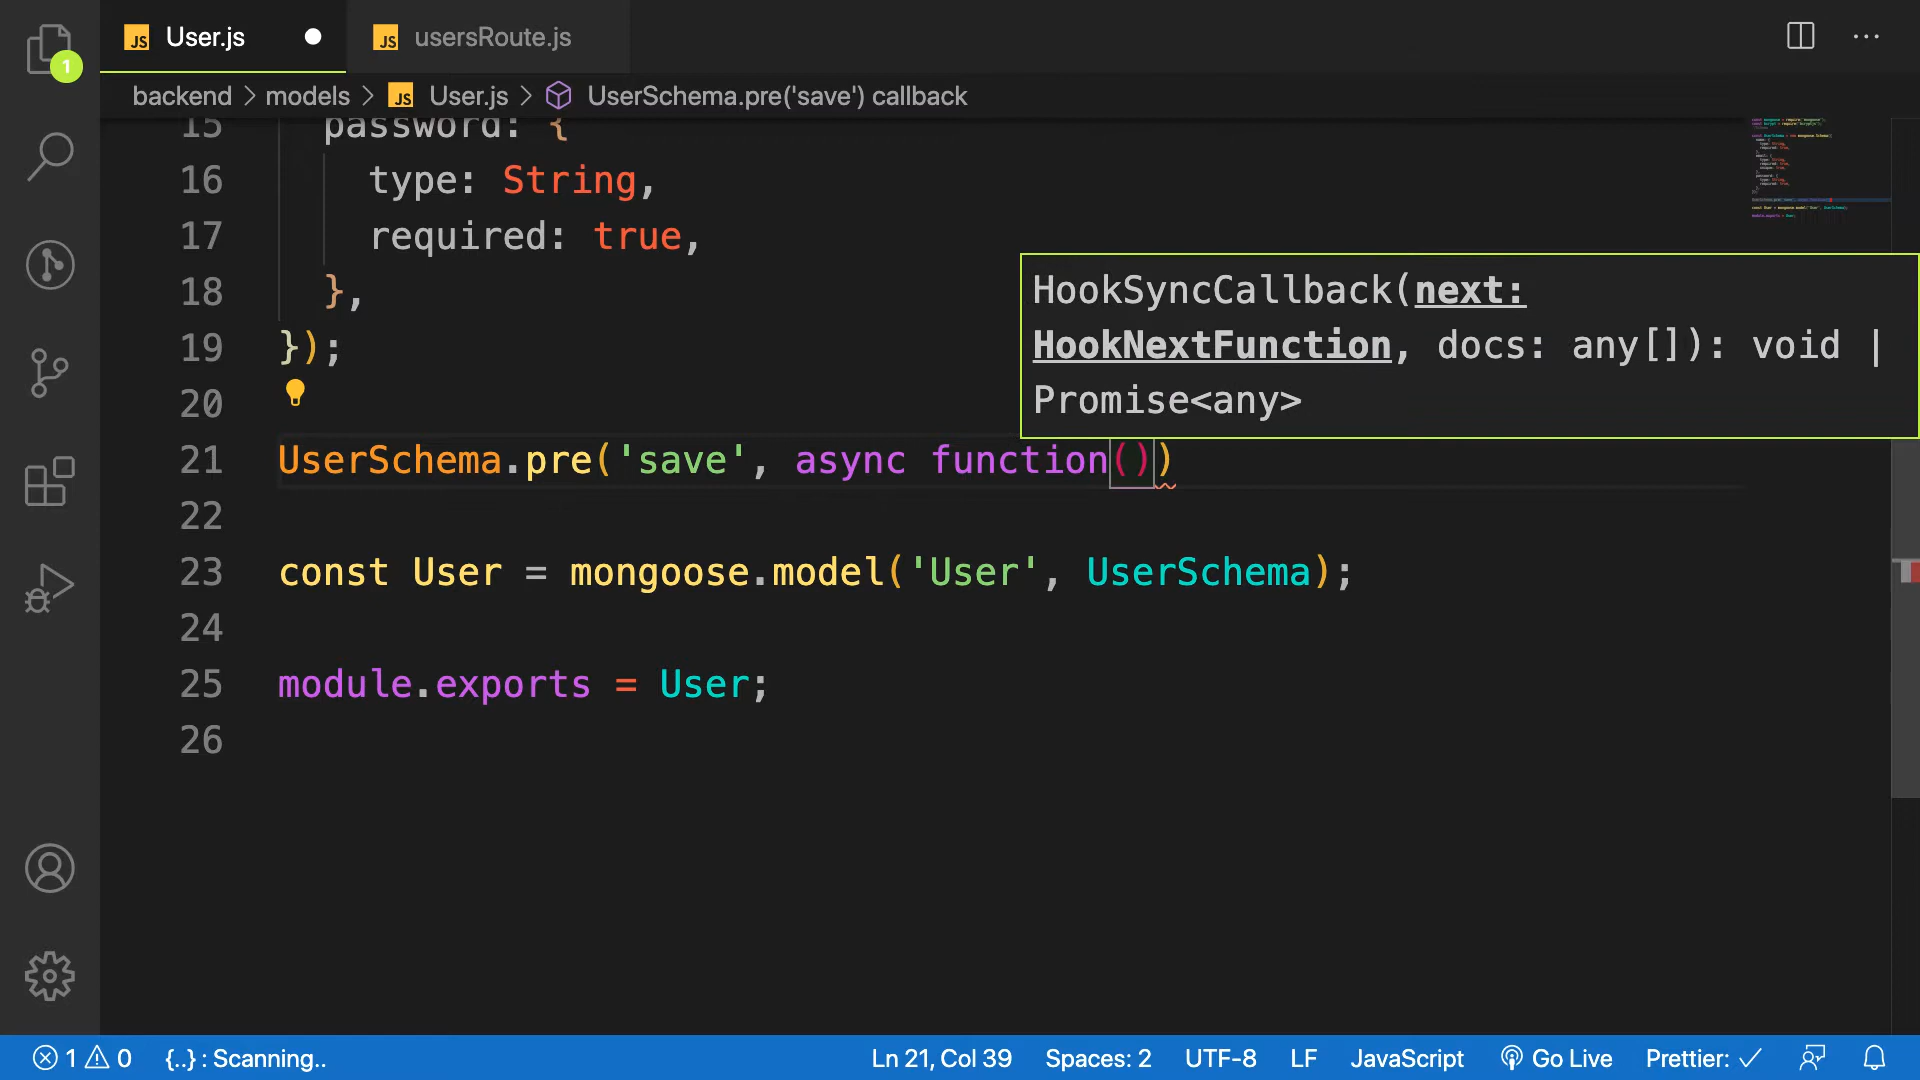 JS User.js
JS usersRoute.js
1
backend > models > JS User.js > UserSchema.pre('save') callback
15 password: {
16 type: String,
17 required: true,
18 },
19 });
20
21 UserSchema.pre('save', async function())
22
23 const User = mongoose.model('User', UserSchema);
24
25 module.exports = User;
26
HookSyncCallback(next:
HookNextFunction, docs: any[]): void |
Promise<any>
1 0 {..} : Scanning.. Ln 21, Col 39 Spaces: 2 UTF-8 LF JavaScript Go Live Prettier: ✓